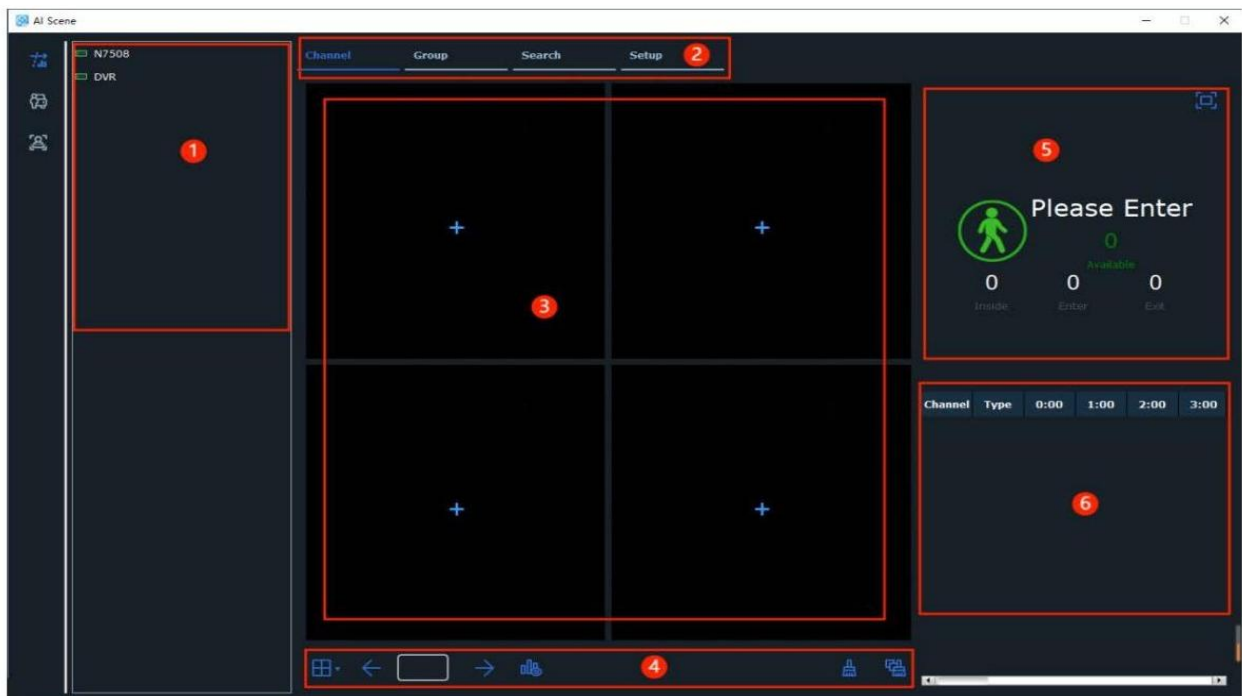 AI Scene
N7508
DVR
1
Channel Group Search Setup 2
3
4
5
Please Enter
0
Available
0 0 0
Inside Enter Exit
Channel Type 0:00 1:00 2:00 3:00
6